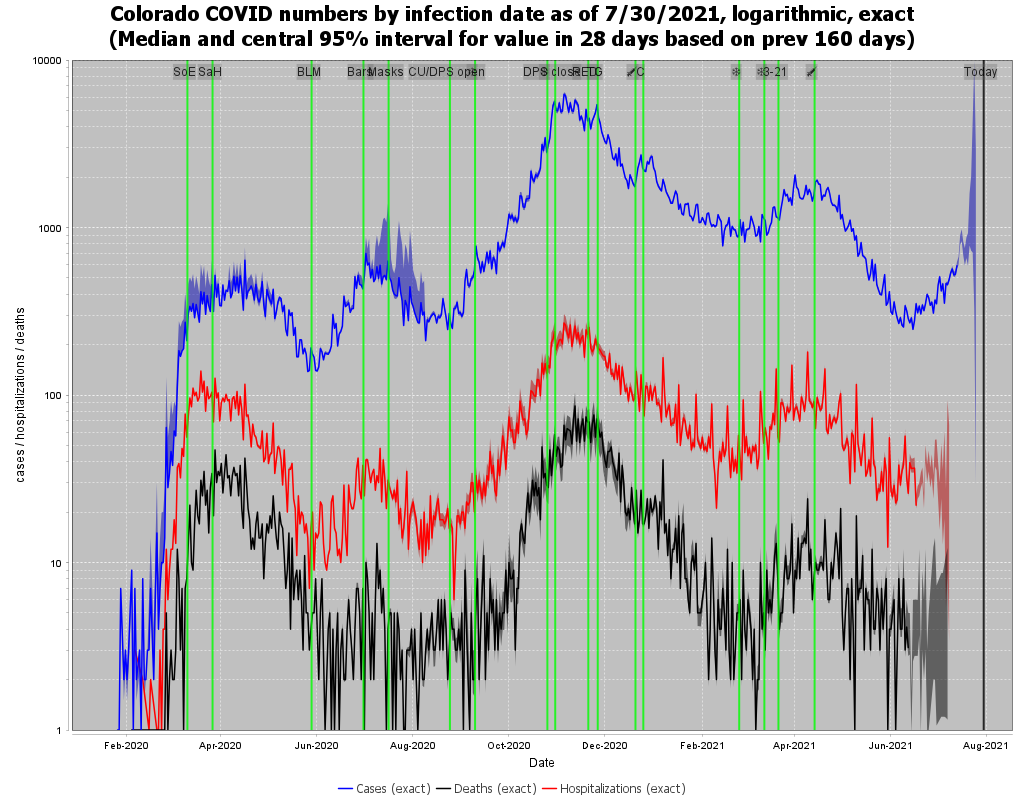 Colorado COVID numbers by infection date as of 7/30/2021, logarithmic, exact
(Median and central 95% interval for value in 28 days based on prev 160 days)
10000
1000
100
10
1
cases / hospitalizations / deaths
SoE SaH BLM Bars Masks CU/DPS open DPS close RETG C 3-21 Today
Feb-2020 Apr-2020 Jun-2020 Aug-2020 Oct-2020 Dec-2020 Feb-2021 Apr-2021 Jun-2021 Aug-2021
Date
Cases (exact) Deaths (exact) Hospitalizations (exact)